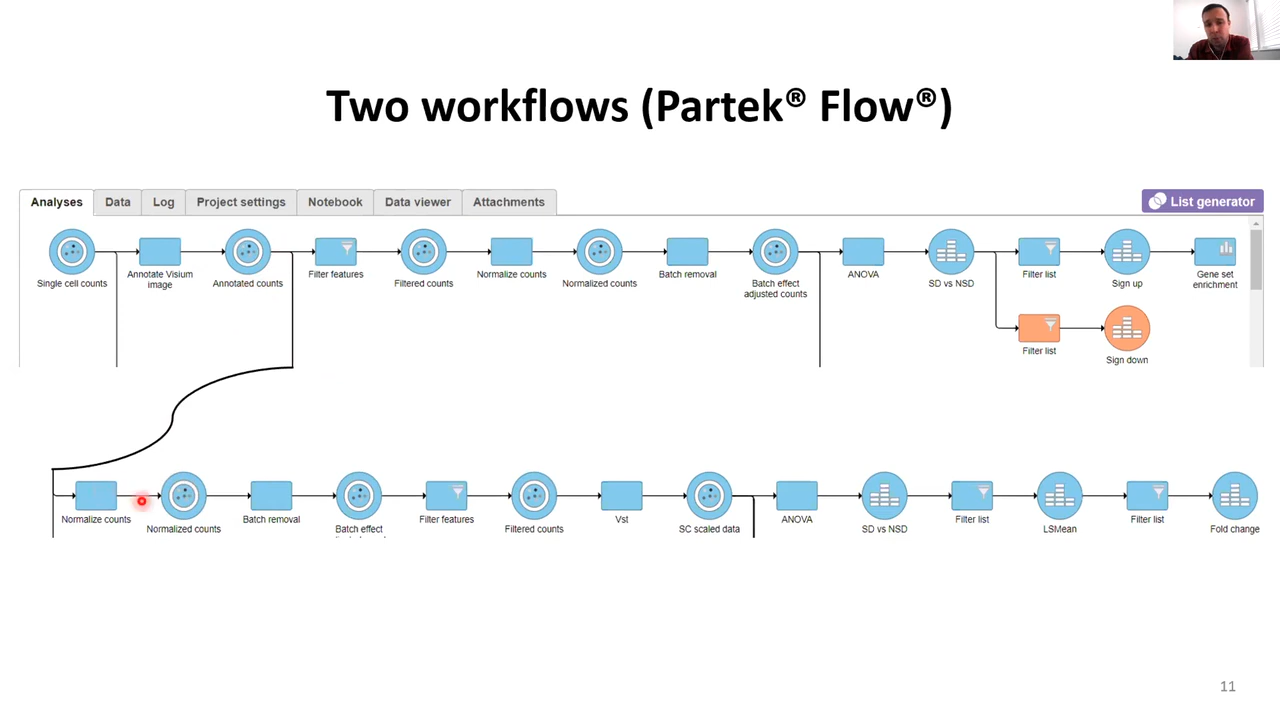 Two workflows (Partek® Flow®)
Analyses Data Log Project settings Notebook Data viewer Attachments List generator
Single cell counts
Annotate Visium
image
Annotated counts
Filter features
Filtered counts
Normalize counts
Normalized counts
Batch removal
Batch effect
adjusted counts
ANOVA
SD vs NSD
Filter list
Sign up
Gene set
enrichment
Filter list
Sign down
Normalize counts
Normalized counts
Batch removal
Batch effect
Filter features
Filtered counts
Vst
SC scaled data
ANOVA
SD vs NSD
Filter list
LSMean
Filter list
Fold change
11